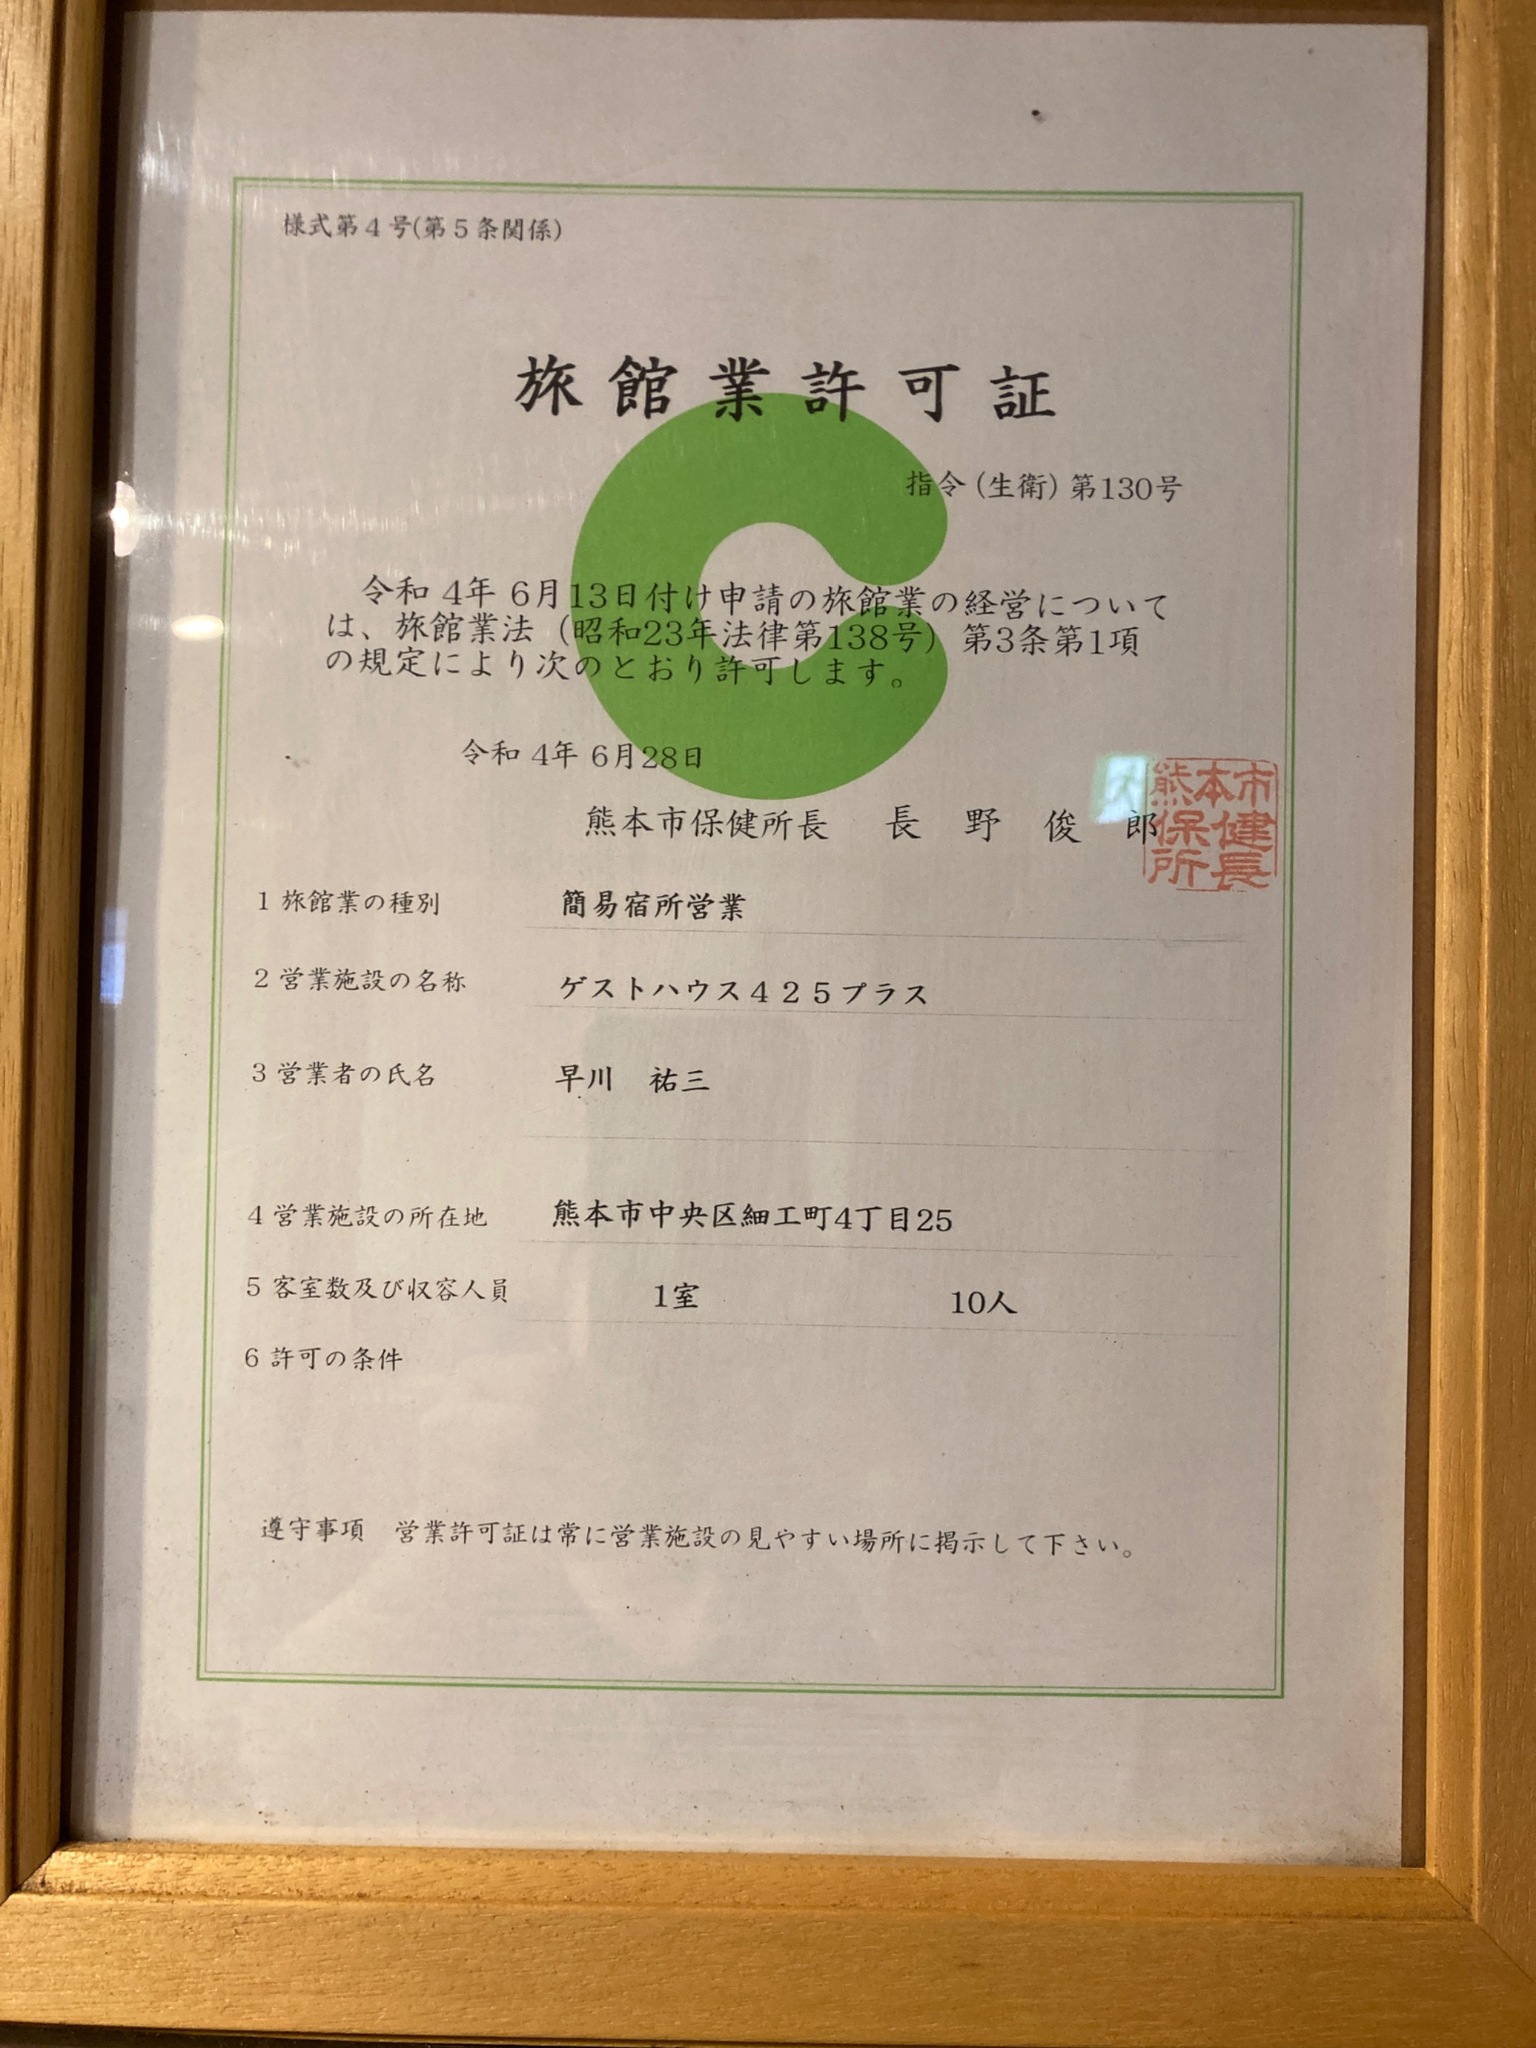 様式第４号(第５条関係)
旅館業許可証
指令（生衛）第130号
令和 4年 6月13日付け申請の旅館業の経営について
は、旅館業法（昭和23年法律第138号）第3条第1項
の規定により次のとおり許可します。
令和 4年 6月28日
熊本市保健所長　長　野　俊　郎
熊本市
保健
所長
1 旅館業の種別　簡易宿所営業
2 営業施設の名称　ゲストハウス４２５プラス
3 営業者の氏名　早川　祐三
4 営業施設の所在地　熊本市中央区細工町4丁目25
5 客室数及び収容人員　1室　10人
6 許可の条件
遵守事項　営業許可証は常に営業施設の見やすい場所に掲示して下さい。